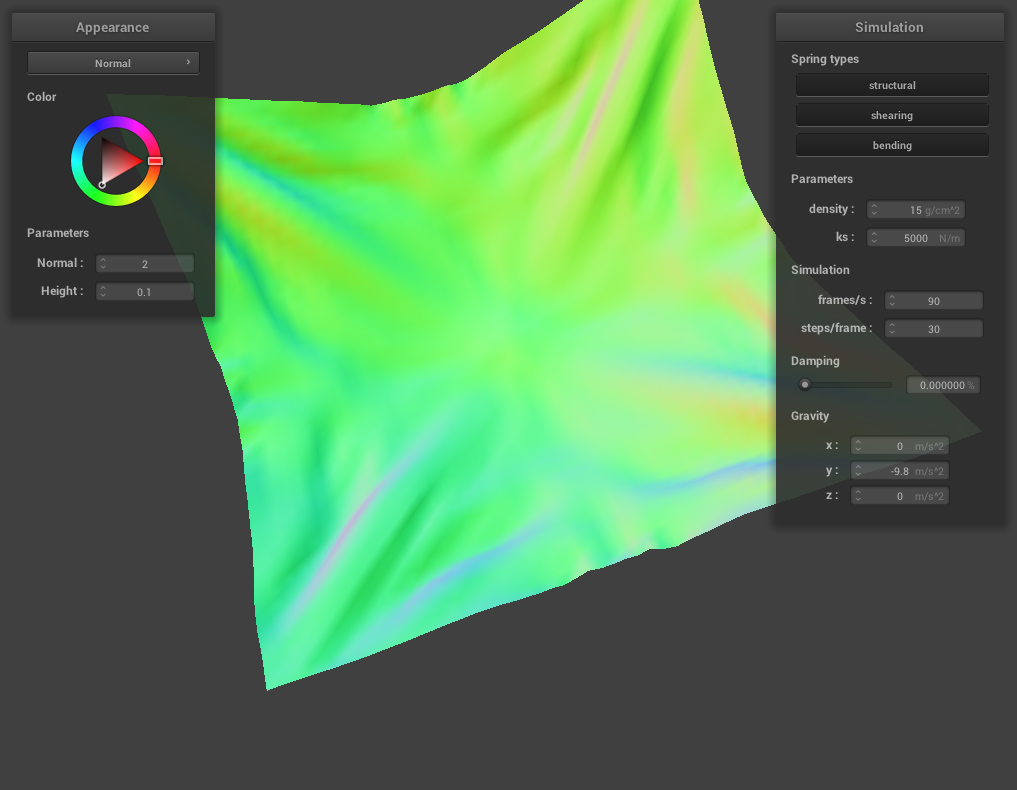 Appearance
Normal ›
Color
Parameters
Normal : 2
Height : 0.1
Simulation
Spring types
structural
shearing
bending
Parameters
density : 15 g/cm^2
ks : 5000 N/m
Simulation
frames/s : 90
steps/frame : 30
Damping
0.000000 %
Gravity
x : 0 m/s^2
y : -9.8 m/s^2
z : 0 m/s^2